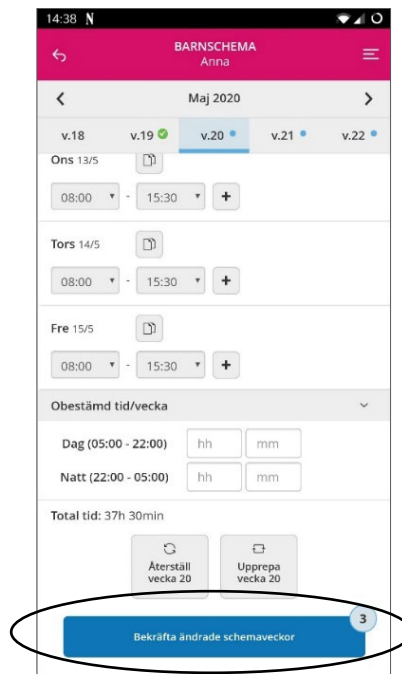 14:38 N
BARNSCHEMA
Anna
Maj 2020
v.18 v.19 v.20 v.21 v.22
Ons 13/5
08:00 - 15:30 +
Tors 14/5
08:00 - 15:30 +
Fre 15/5
08:00 - 15:30 +
Obestämd tid/vecka
Dag (05:00 - 22:00) hh mm
Natt (22:00 - 05:00) hh mm
Total tid: 37h 30min
Återställ Upprepa
vecka 20 vecka 20
3
Bekräfta ändrade schemaveckor